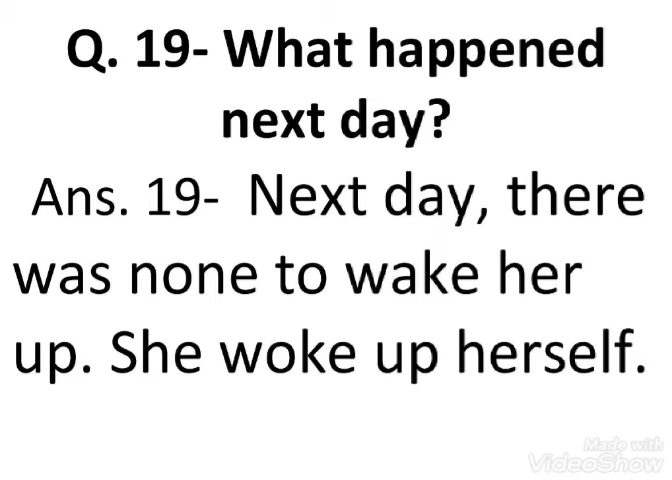 Q. 19- What happened
next day?
Ans. 19- Next day, there
was none to wake her
up. She woke up herself.
Made with
VideoShow